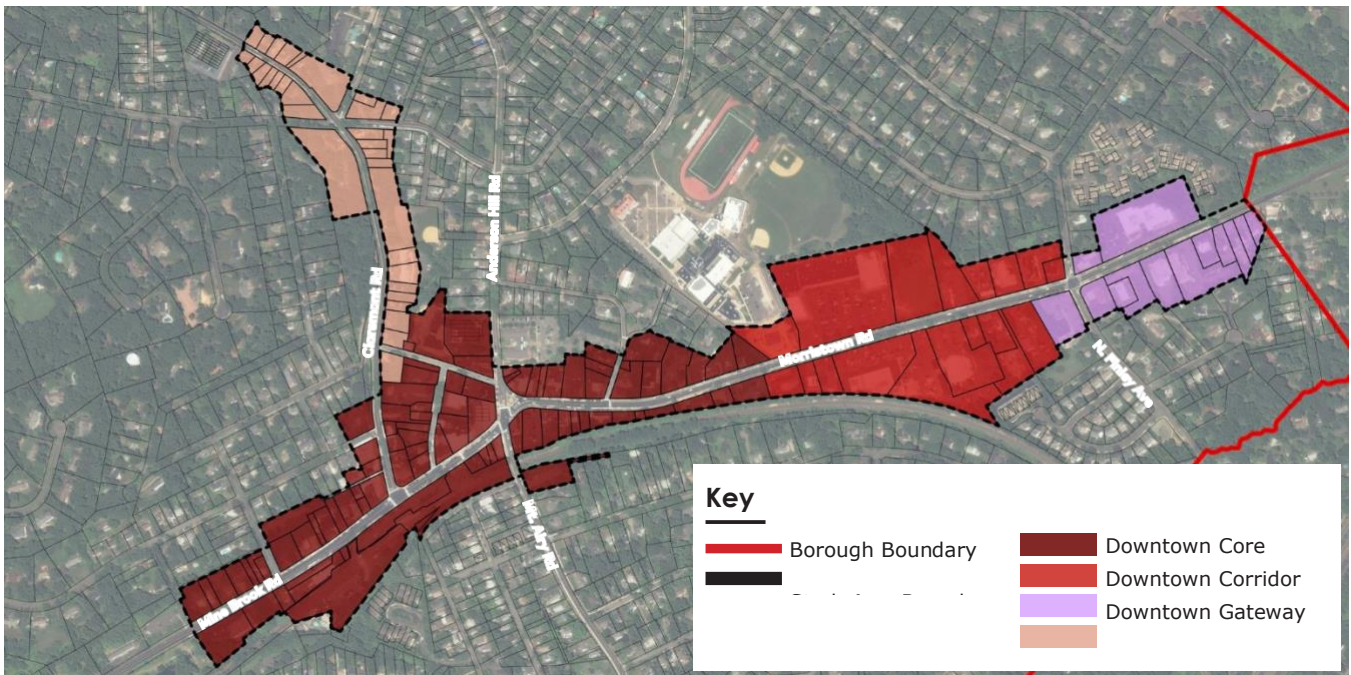 Anderson Hill Rd
Claremont Rd
Morristown Rd
N. Finley Ave
Mt. Airy Rd
Mine Brook Rd
Key
Borough Boundary
Downtown Core
Downtown Corridor
Downtown Gateway